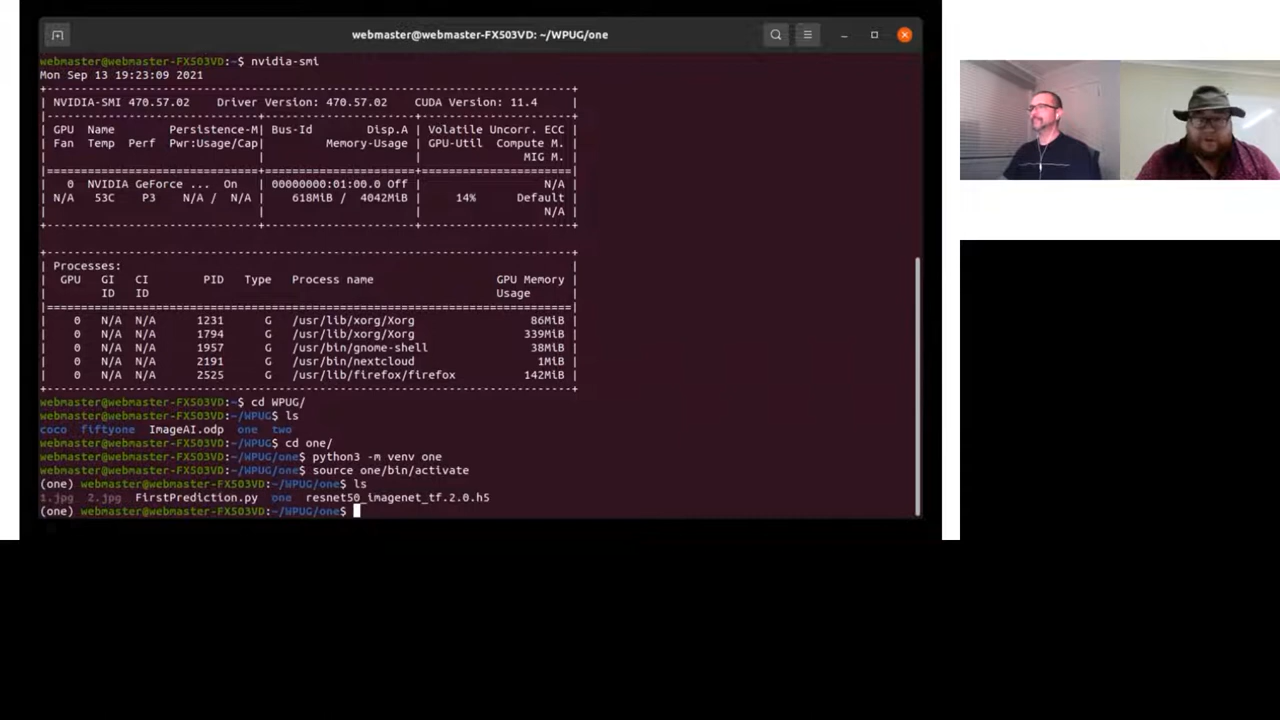 webmaster@webmaster-FX503VD: ~/WPUG/one
webmaster@webmaster-FX503VD:~$ nvidia-smi
Mon Sep 13 19:23:09 2021
+-----------------------------------------------------------------------------+
| NVIDIA-SMI 470.57.02    Driver Version: 470.57.02    CUDA Version: 11.4     |
|-------------------------------+----------------------+----------------------+
| GPU  Name        Persistence-M| Bus-Id        Disp.A | Volatile Uncorr. ECC |
| Fan  Temp  Perf  Pwr:Usage/Cap|         Memory-Usage | GPU-Util  Compute M. |
|                               |                      |               MIG M. |
|===============================+======================+======================|
|   0  NVIDIA GeForce ...  On   | 00000000:01:00.0 Off |                  N/A |
| N/A   53C    P3    N/A /  N/A |    618MiB /  4042MiB |     14%      Default |
|                               |                      |                  N/A |
+-------------------------------+----------------------+----------------------+
+-----------------------------------------------------------------------------+
| Processes:                                                                  |
|  GPU   GI   CI        PID   Type   Process name                  GPU Memory |
|        ID   ID                                                   Usage      |
|=============================================================================|
|    0   N/A  N/A      1231      G   /usr/lib/xorg/Xorg                 86MiB |
|    0   N/A  N/A      1794      G   /usr/lib/xorg/Xorg                339MiB |
|    0   N/A  N/A      1957      G   /usr/bin/gnome-shell               38MiB |
|    0   N/A  N/A      2191      G   /usr/bin/nextcloud                  1MiB |
|    0   N/A  N/A      2525      G   /usr/lib/firefox/firefox          142MiB |
+-----------------------------------------------------------------------------+
webmaster@webmaster-FX503VD:~$ cd WPUG/
webmaster@webmaster-FX503VD:~/WPUG$ ls
coco  fiftyone  ImageAI.odp  one  two
webmaster@webmaster-FX503VD:~/WPUG$ cd one/
webmaster@webmaster-FX503VD:~/WPUG/one$ python3 -m venv one
webmaster@webmaster-FX503VD:~/WPUG/one$ source one/bin/activate
(one) webmaster@webmaster-FX503VD:~/WPUG/one$ ls
1.jpg  2.jpg  FirstPrediction.py  one  resnet50_imagenet_tf.2.0.h5
(one) webmaster@webmaster-FX503VD:~/WPUG/one$